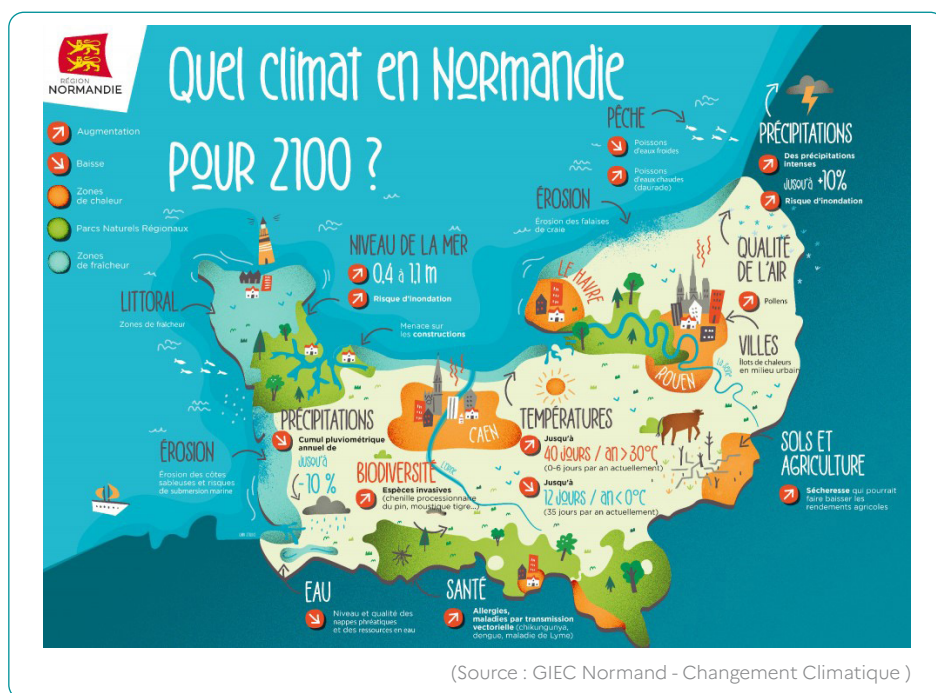 RÉGION
NORMANDIE
Quel climat en Normandie
pour 2100 ?
Augmentation
Baisse
Zones
de chaleur
Parcs Naturels Régionaux
Zones
de fraîcheur
LITTORAL
Zones de fraîcheur
ÉROSION
Érosion des côtes
sableuses et risques
de submersion marine
NIVEAU DE LA MER
0,4 à 1,1 m
Risque d'inondation
Menace sur
les constructions
PÊCHE
Poissons
d'eaux froides
Poissons
d'eaux chaudes
(daurade)
ÉROSION
Érosion des falaises
de craie
PRÉCIPITATIONS
Des précipitations
intenses
jusqu'à +10%
Risque d'inondation
QUALITÉ
DE L'AIR
Pollens
VILLES
Îlots de chaleurs
en milieu urbain
LE HAVRE
ROUEN
CAEN
PRÉCIPITATIONS
Cumul pluviométrique
annuel de
jusqu'à
-10 %
BIODIVERSITÉ
Espèces invasives
(chenille processionnaire
du pin, moustique tigre...)
TEMPÉRATURES
Jusqu'à
40 jours / an > 30°C
(0-6 jours par an actuellement)
Jusqu'à
12 jours / an < 0°C
(35 jours par an actuellement)
SOLS ET
AGRICULTURE
Sécheresse qui pourrait
faire baisser les
rendements agricoles
EAU
Niveau et qualité des
nappes phréatiques
et des ressources en eau
SANTÉ
Allergies,
maladies par transmission
vectorielle (chikungunya,
dengue, maladie de Lyme)
(Source : GIEC Normand - Changement Climatique )